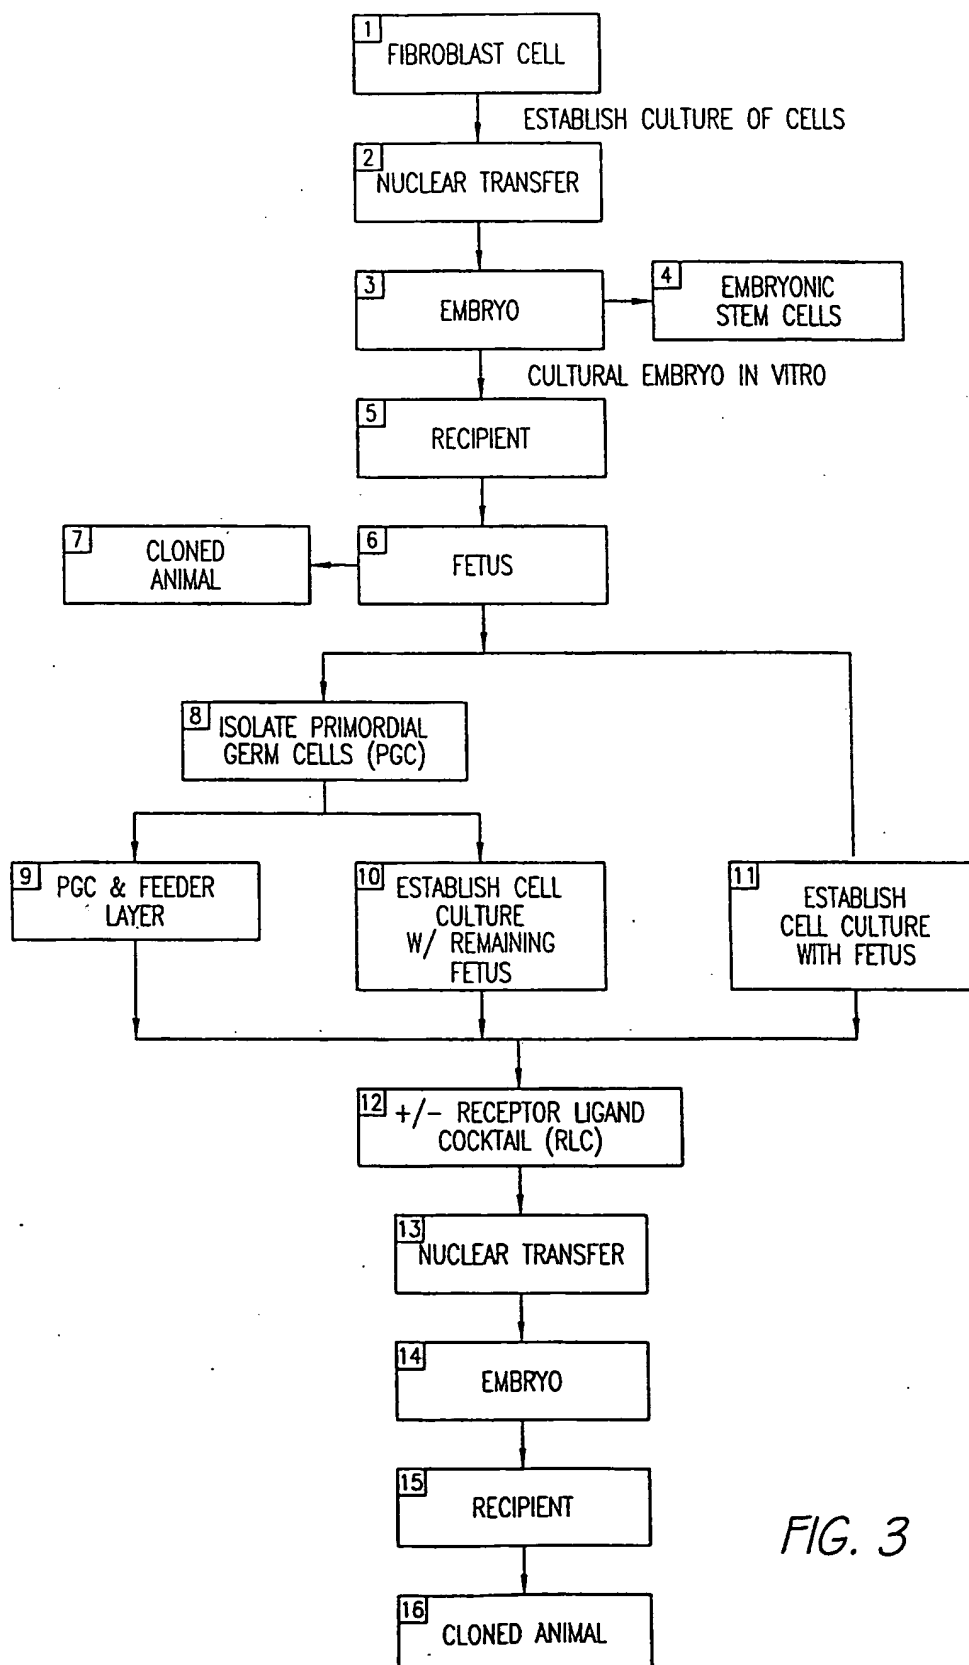 1
FIBROBLAST CELL
ESTABLISH CULTURE OF CELLS
2
NUCLEAR TRANSFER
3
EMBRYO
4
EMBRYONIC
STEM CELLS
CULTURAL EMBRYO IN VITRO
5
RECIPIENT
7
CLONED
ANIMAL
6
FETUS
8
ISOLATE PRIMORDIAL
GERM CELLS (PGC)
9
PGC & FEEDER
LAYER
10
ESTABLISH CELL
CULTURE
W/ REMAINING
FETUS
11
ESTABLISH
CELL CULTURE
WITH FETUS
12
+/- RECEPTOR LIGAND
COCKTAIL (RLC)
13
NUCLEAR TRANSFER
14
EMBRYO
15
RECIPIENT
16
CLONED ANIMAL
FIG. 3